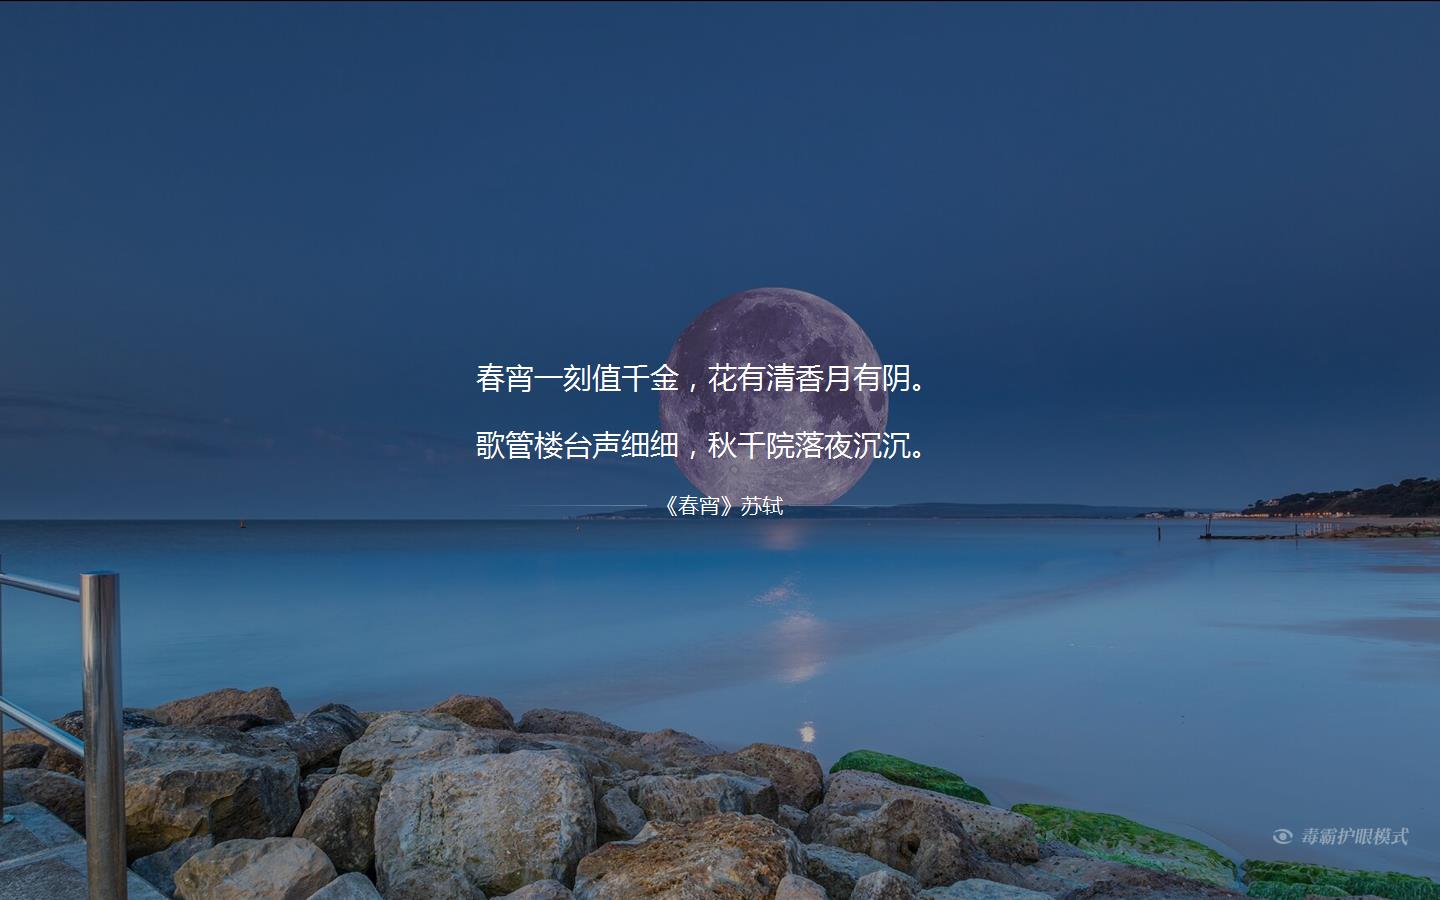 春宵一刻值千金，花有清香月有阴。
歌管楼台声细细，秋千院落夜沉沉。
《春宵》苏轼
毒霸护眼模式